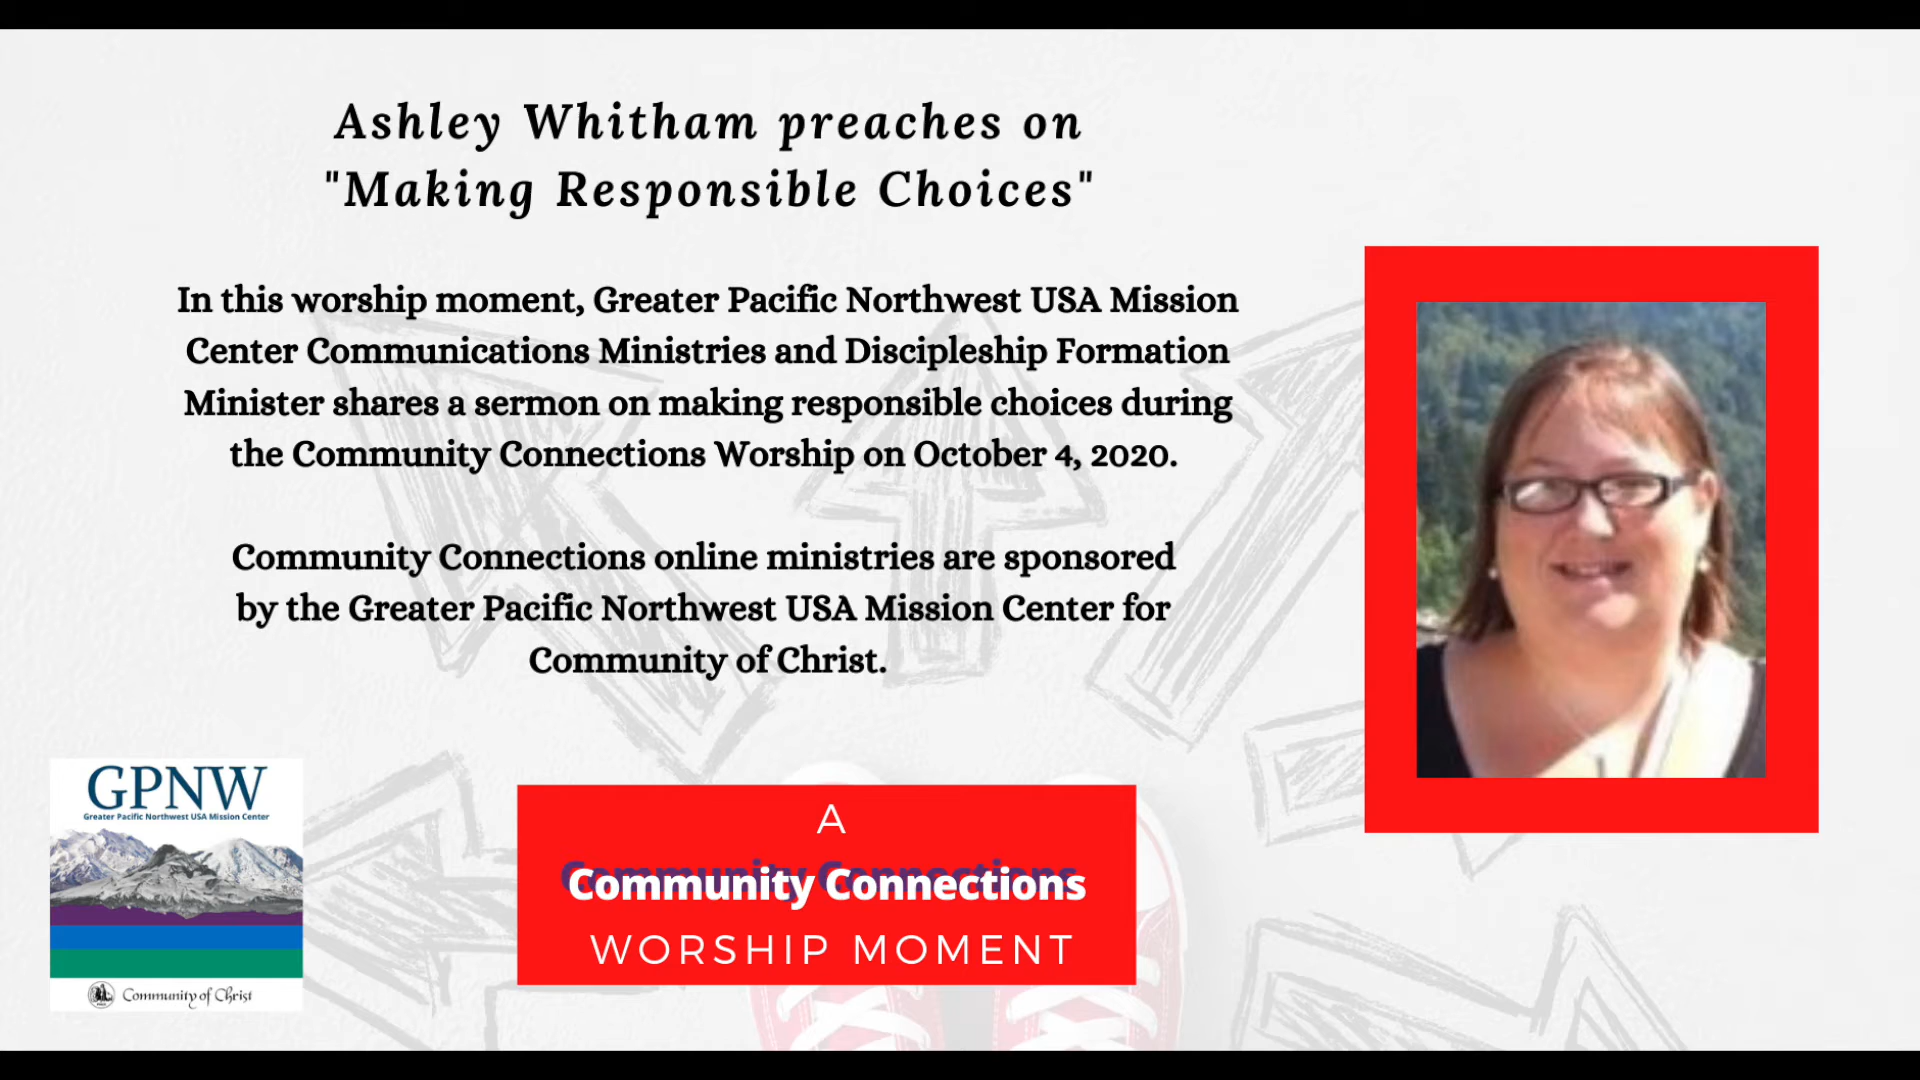 Ashley Whitham preaches on
"Making Responsible Choices"
In this worship moment, Greater Pacific Northwest USA Mission
Center Communications Ministries and Discipleship Formation
Minister shares a sermon on making responsible choices during
the Community Connections Worship on October 4, 2020.
Community Connections online ministries are sponsored
by the Greater Pacific Northwest USA Mission Center for
Community of Christ.
GPNW
Greater Pacific Northwest USA Mission Center
Community of Christ
A
Community Connections
WORSHIP MOMENT